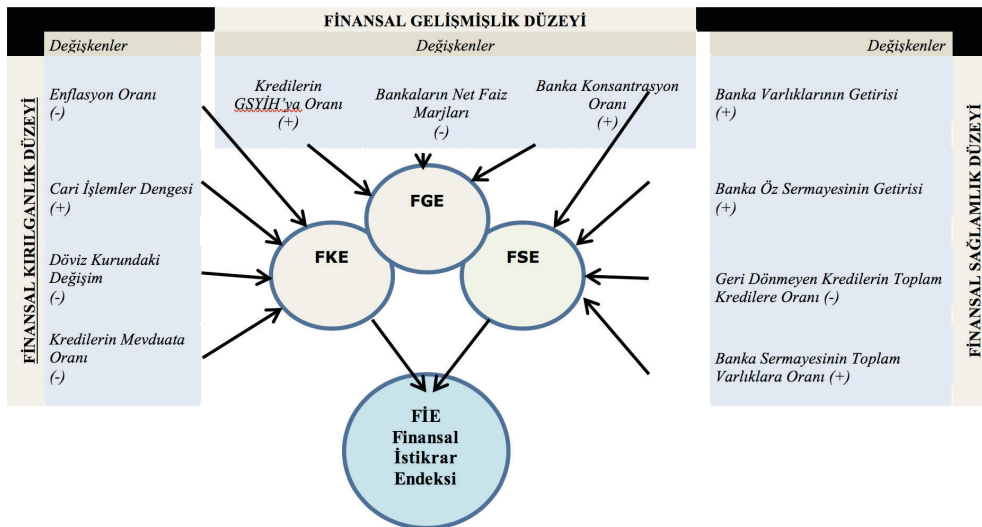 FİNANSAL GELİŞMİŞLİK DÜZEYİ
Değişkenler
Değişkenler
Değişkenler
FİNANSAL KIRILGANLIK DÜZEYİ
Enflasyon Oranı
(-)
Cari İşlemler Dengesi
(+)
Döviz Kurundaki
Değişim
(-)
Kredilerin Mevduata
Oranı
(-)
Kredilerin
GSYİH'ya Oranı
(+)
Bankaların Net Faiz
Marjları
(-)
Banka Konsantrasyon
Oranı
(+)
Banka Varlıklarının Getirisi
(+)
Banka Öz Sermayesinin Getirisi
(+)
Geri Dönmeyen Kredilerin Toplam
Kredilere Oranı (-)
Banka Sermayesinin Toplam
Varlıklara Oranı (+)
FİNANSAL SAĞLAMLIK DÜZEYİ
FGE
FKE
FSE
FİE
Finansal
İstikrar
Endeksi